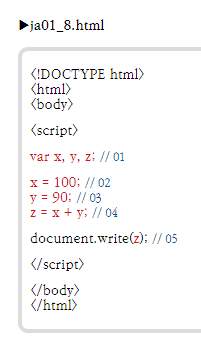 ▶ja01_8.html
<!DOCTYPE html>
<html>
<body>
<script>
var x, y, z; // 01
x = 100; // 02
y = 90; // 03
z = x + y; // 04
document.write(z); // 05
</script>
</body>
</html>